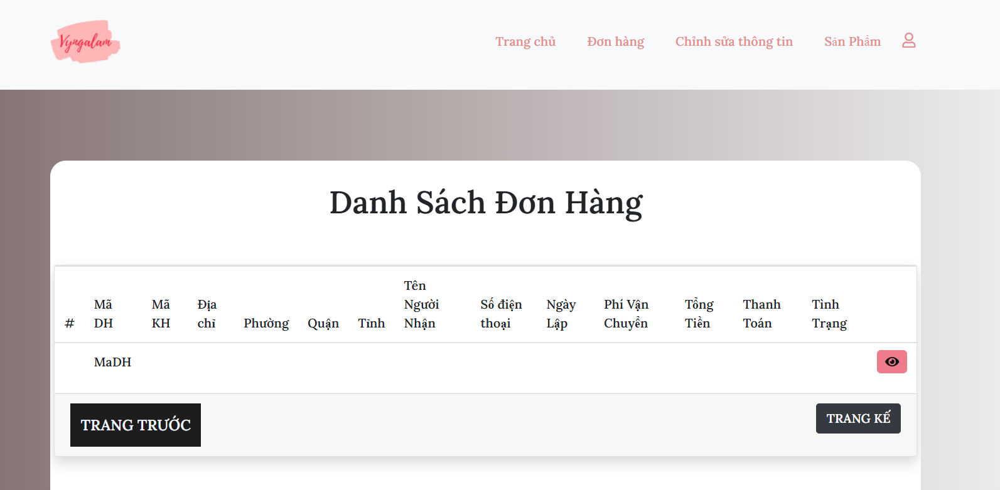 Vyngalam
Trang chủ Đơn hàng Chỉnh sửa thông tin Sản Phẩm
Danh Sách Đơn Hàng
# Mã DH Mã KH Địa chỉ Phường Quận Tỉnh Tên Người Nhận Số điện thoại Ngày Lập Phí Vận Chuyển Tổng Tiền Thanh Toán Tình Trạng
MaDH
TRANG TRƯỚC TRANG KẾ